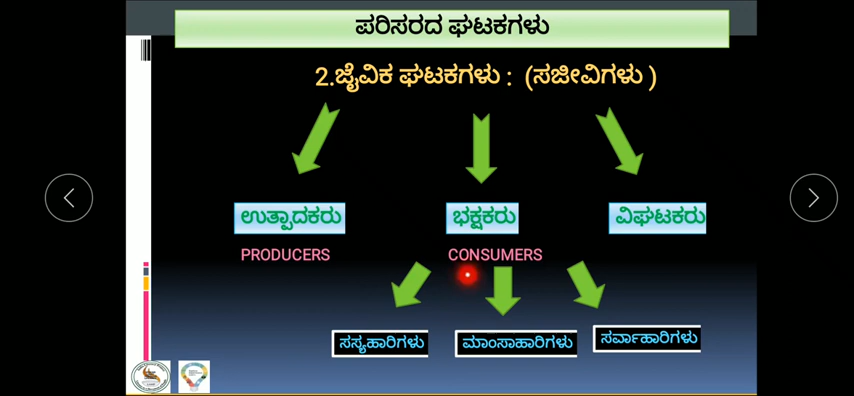 ಪರಿಸರದ ಘಟಕಗಳು
2.ಜೈವಿಕ ಘಟಕಗಳು : (ಸಜೀವಿಗಳು )
ಉತ್ಪಾದಕರು ಭಕ್ಷಕರು ವಿಘಟಕರು
PRODUCERS CONSUMERS
ಸಸ್ಯಹಾರಿಗಳು ಮಾಂಸಾಹಾರಿಗಳು ಸರ್ವಾಹಾರಿಗಳು